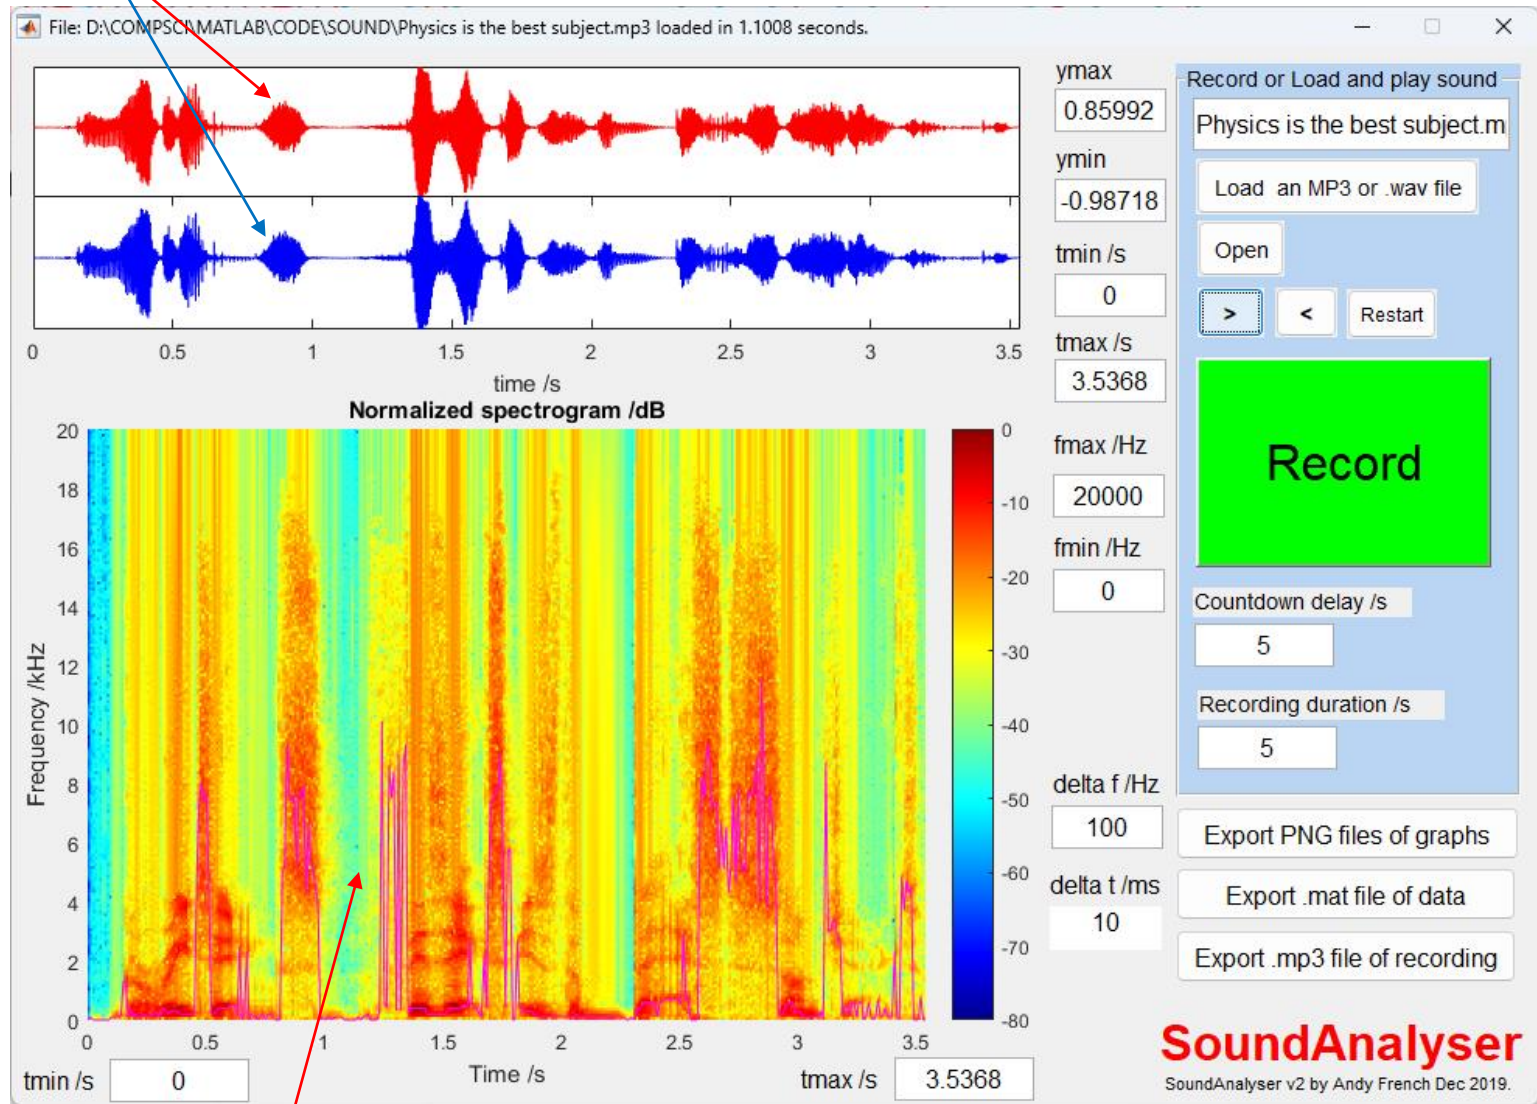 File: D:\COMPSCI\MATLAB\CODE\SOUND\Physics is the best subject.mp3 loaded in 1.1008 seconds.
0 0.5 1 1.5 2 2.5 3 3.5
time /s
Normalized spectrogram /dB
20
18
16
14
12
10
8
6
4
2
0
Frequency /kHz
0 0.5 1 1.5 2 2.5 3 3.5
Time /s
tmin /s 0
tmax /s 3.5368
0
-10
-20
-30
-40
-50
-60
-70
-80
ymax
0.85992
ymin
-0.98718
tmin /s
0
tmax /s
3.5368
fmax /Hz
20000
fmin /Hz
0
delta f /Hz
100
delta t /ms
10
Record or Load and play sound
Physics is the best subject.m
Load an MP3 or .wav file
Open
> < Restart
Record
Countdown delay /s
5
Recording duration /s
5
Export PNG files of graphs
Export .mat file of data
Export .mp3 file of recording
SoundAnalyser
SoundAnalyser v2 by Andy French Dec 2019.